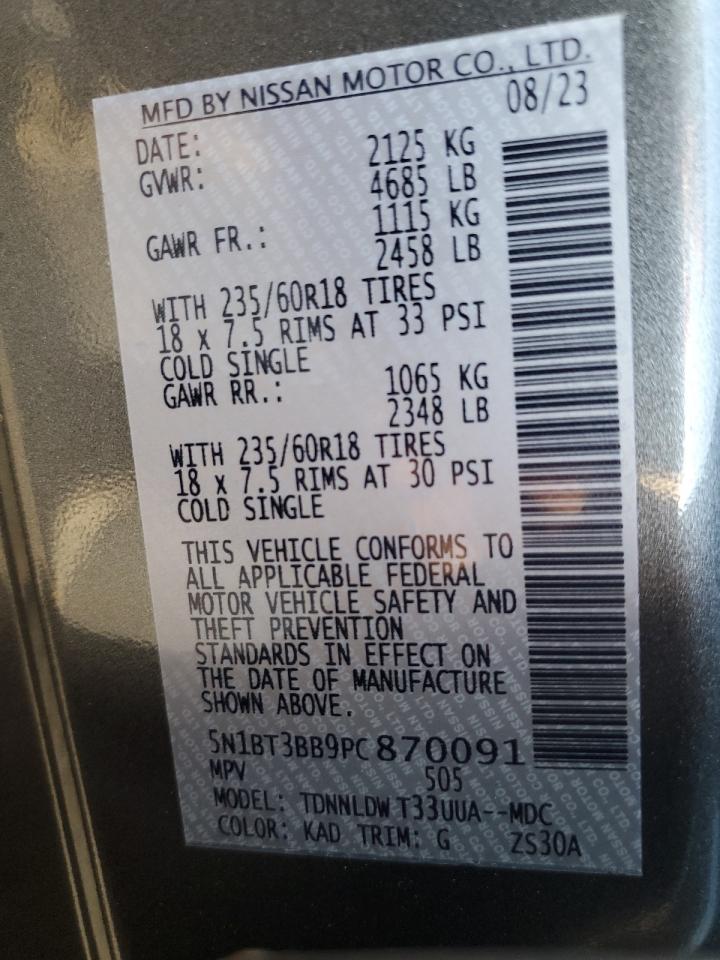 MFD BY NISSAN MOTOR CO., LTD.
DATE: 08/23
GVWR: 2125 KG
4685 LB
GAWR FR.: 1115 KG
2458 LB
WITH 235/60R18 TIRES
18 x 7.5 RIMS AT 33 PSI
COLD SINGLE
GAWR RR.: 1065 KG
2348 LB
WITH 235/60R18 TIRES
18 x 7.5 RIMS AT 30 PSI
COLD SINGLE
THIS VEHICLE CONFORMS TO
ALL APPLICABLE FEDERAL
MOTOR VEHICLE SAFETY AND
THEFT PREVENTION
STANDARDS IN EFFECT ON
THE DATE OF MANUFACTURE
SHOWN ABOVE.
5N1BT3BB9PC870091
MPV 505
MODEL: TDNNLDW T33UUA--MDC
COLOR: KAD TRIM: G ZS30A